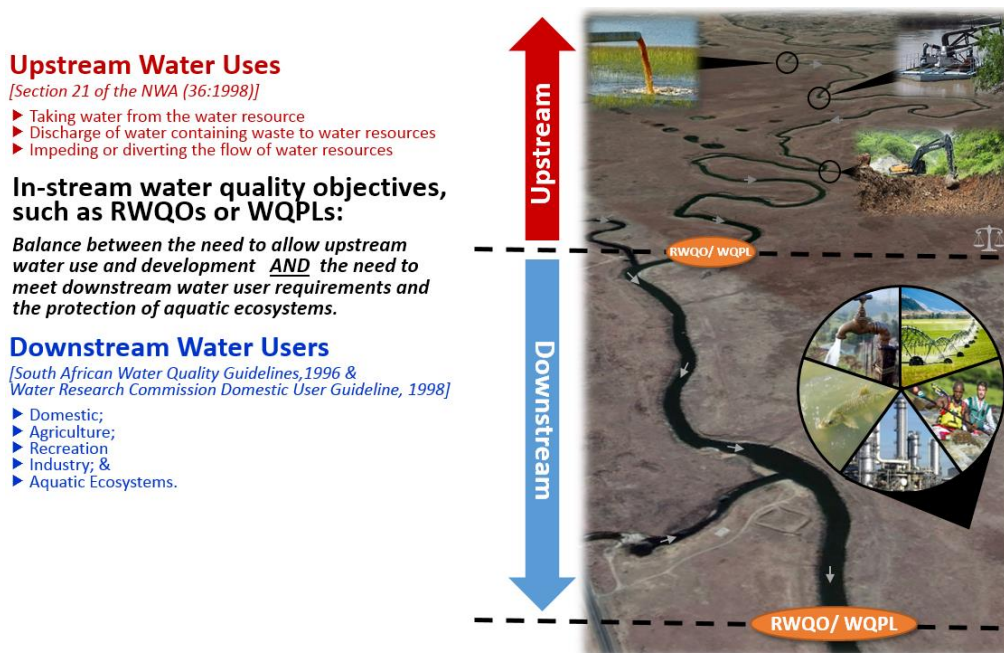 Upstream Water Uses
[Section 21 of the NWA (36:1998)]
Taking water from the water resource
Discharge of water containing waste to water resources
Impeding or diverting the flow of water resources
In-stream water quality objectives,
such as RWQOs or WQPLs:
Balance between the need to allow upstream
water use and development AND the need to
meet downstream water user requirements and
the protection of aquatic ecosystems.
Downstream Water Users
[South African Water Quality Guidelines,1996 &
Water Research Commission Domestic User Guideline, 1998]
Domestic;
Agriculture;
Recreation
Industry; &
Aquatic Ecosystems.
Upstream
Downstream
RWQO/ WQPL
RWQO/ WQPL